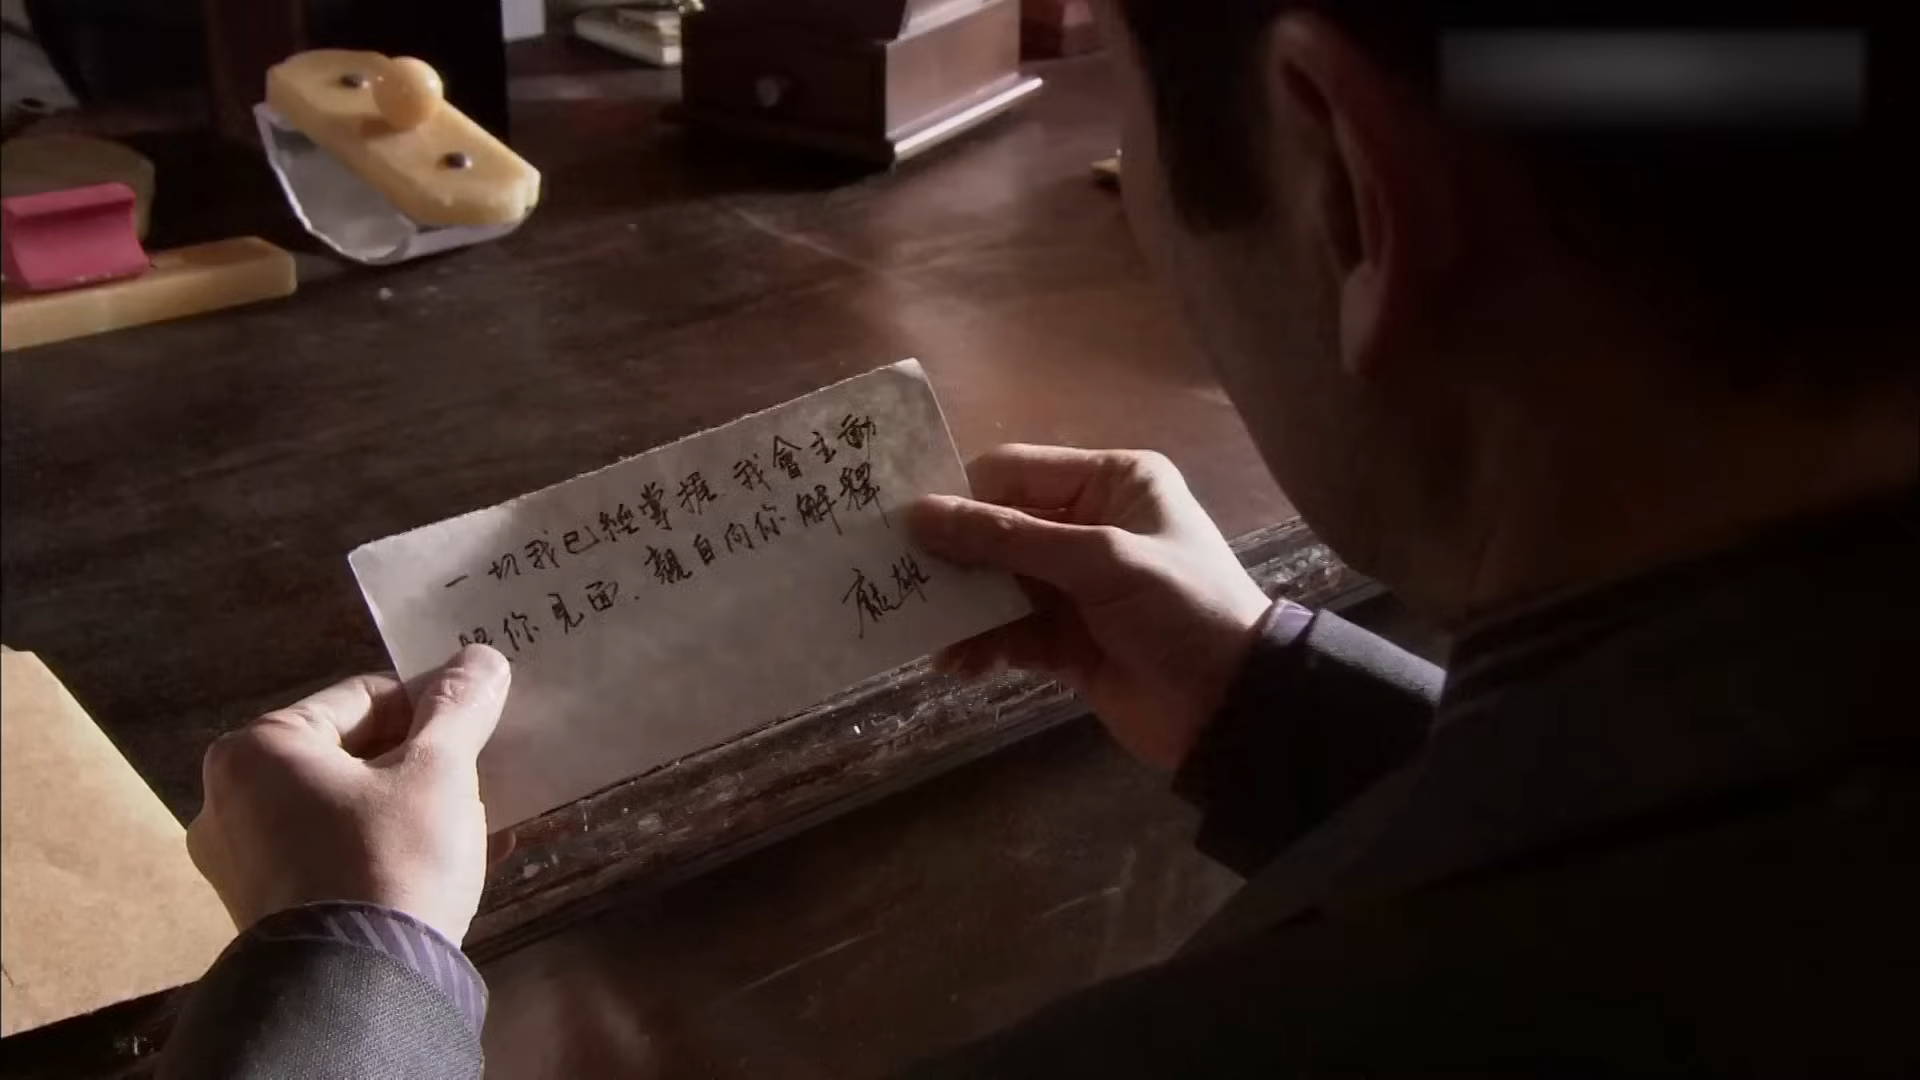 一切我已經掌握 我會主動
跟你見面.親自向你解釋
應雄